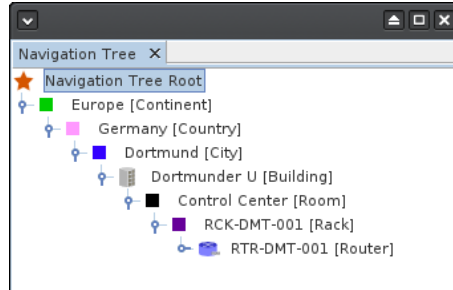 Navigation Tree X
Navigation Tree Root
Europe [Continent]
Germany [Country]
Dortmund [City]
Dortmunder U [Building]
Control Center [Room]
RCK-DMT-001 [Rack]
RTR-DMT-001 [Router]